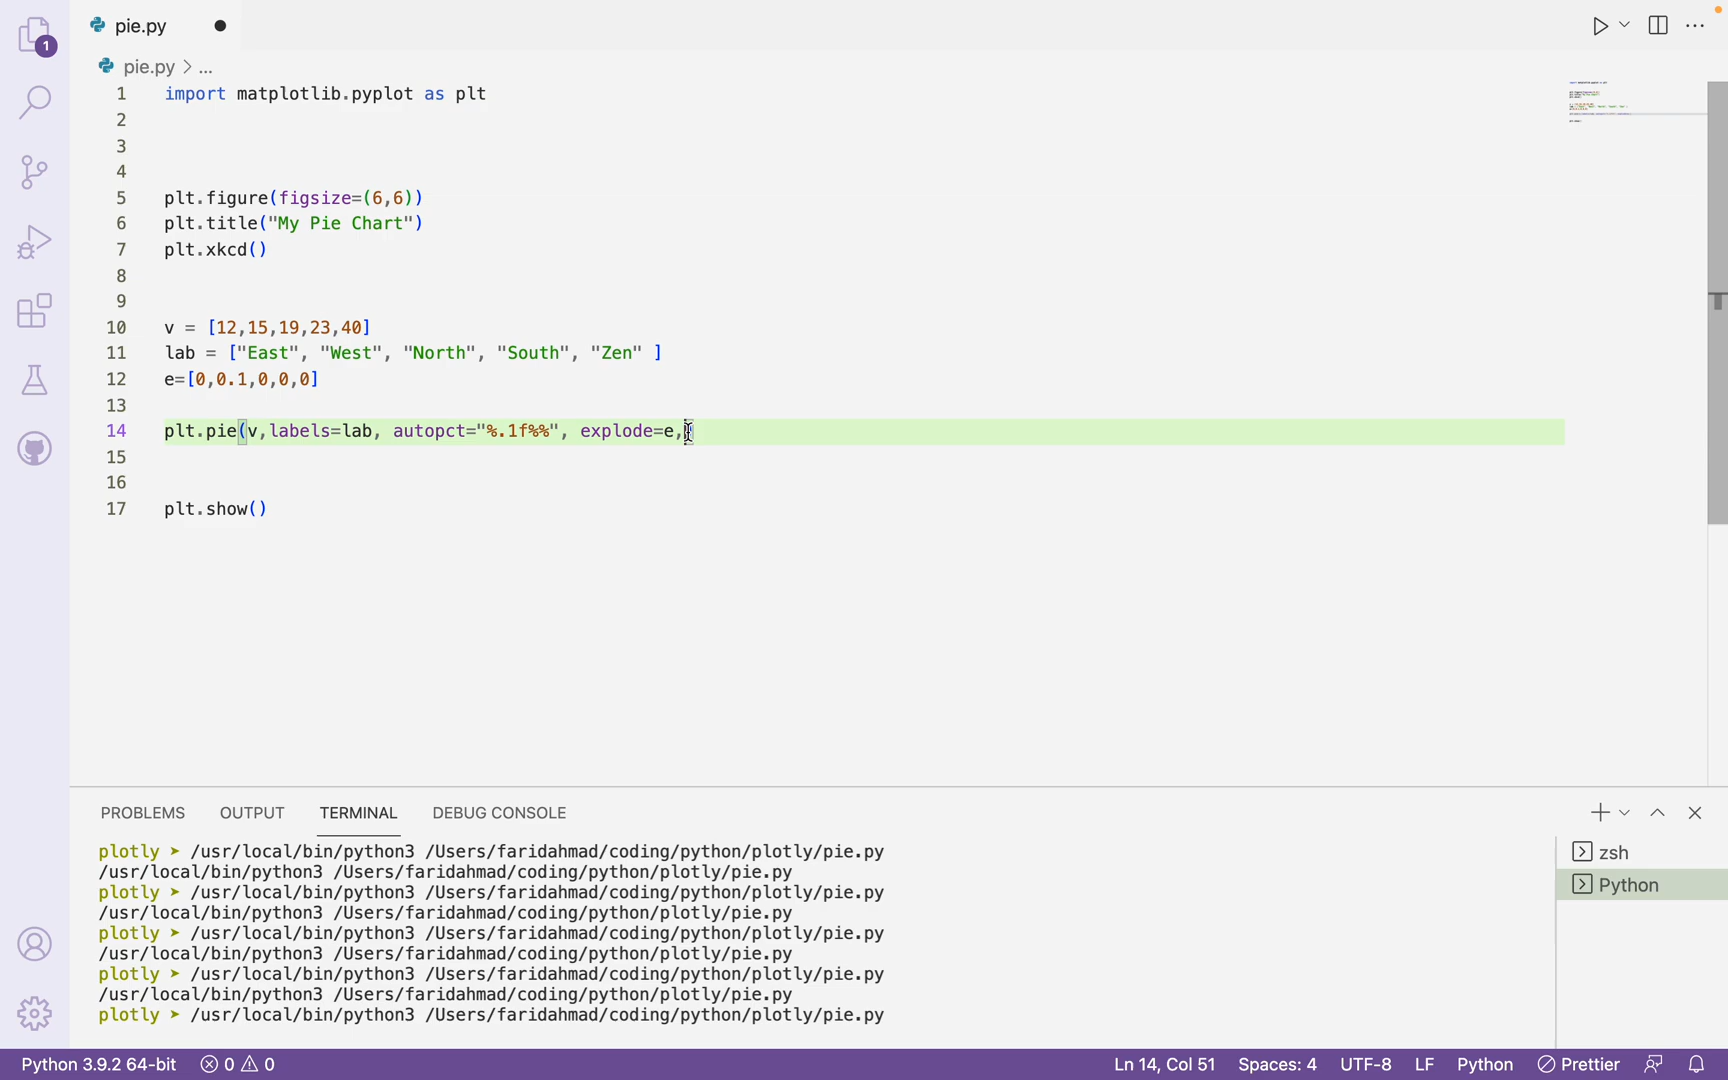 1
pie.py
pie.py > ...
1 import matplotlib.pyplot as plt
2
3
4
5 plt.figure(figsize=(6,6))
6 plt.title("My Pie Chart")
7 plt.xkcd()
8
9
10 v = [12,15,19,23,40]
11 lab = ["East", "West", "North", "South", "Zen" ]
12 e=[0,0.1,0,0,0]
13
14 plt.pie(v,labels=lab, autopct="%.1f%%", explode=e,)
15
16
17 plt.show()
PROBLEMS OUTPUT TERMINAL DEBUG CONSOLE
plotly ➤ /usr/local/bin/python3 /Users/faridahmad/coding/python/plotly/pie.py
/usr/local/bin/python3 /Users/faridahmad/coding/python/plotly/pie.py
plotly ➤ /usr/local/bin/python3 /Users/faridahmad/coding/python/plotly/pie.py
/usr/local/bin/python3 /Users/faridahmad/coding/python/plotly/pie.py
plotly ➤ /usr/local/bin/python3 /Users/faridahmad/coding/python/plotly/pie.py
/usr/local/bin/python3 /Users/faridahmad/coding/python/plotly/pie.py
plotly ➤ /usr/local/bin/python3 /Users/faridahmad/coding/python/plotly/pie.py
/usr/local/bin/python3 /Users/faridahmad/coding/python/plotly/pie.py
plotly ➤ /usr/local/bin/python3 /Users/faridahmad/coding/python/plotly/pie.py
zsh
Python
Python 3.9.2 64-bit 0 0 Ln 14, Col 51 Spaces: 4 UTF-8 LF Python Prettier